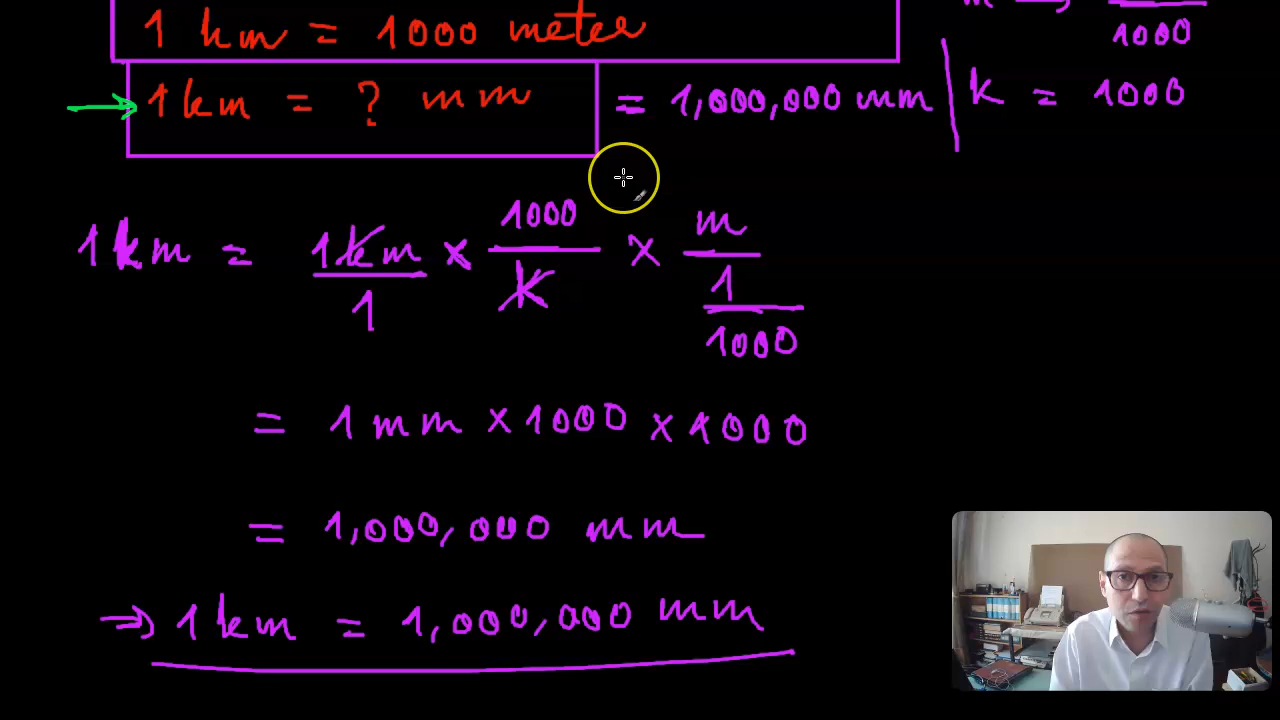 1 km = 1000 meter
1000
1 km = ? mm = 1,000,000 mm
k = 1000
1 km = 1 km / 1 × 1000 / k × m / 1 / 1000
= 1 mm × 1000 × 1000
= 1,000,000 mm
⇒ 1 km = 1,000,000 mm